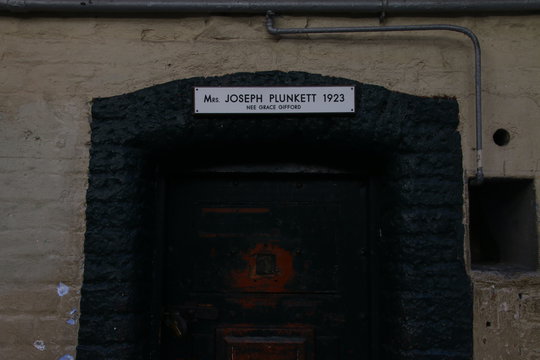 Mrs. JOSEPH PLUNKETT 1923
NEE GRACE GIFFORD